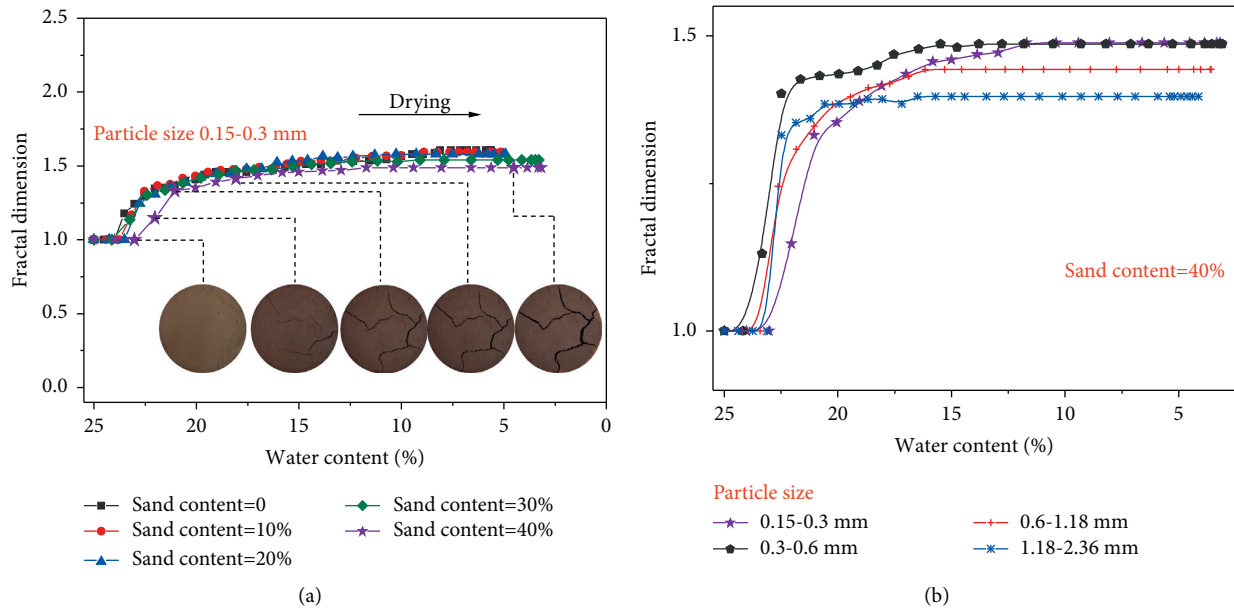 (a)
Fractal dimension
2.5
2.0
1.5
1.0
0.5
0.0
Drying
Particle size 0.15-0.3 mm
25 20 15 10 5 0
Water content (%)
Sand content=0
Sand content=10%
Sand content=20%
Sand content=30%
Sand content=40%
(a)
(b)
Fractal dimension
1.5
1.0
Sand content=40%
25 20 15 10 5
Water content (%)
Particle size
0.15-0.3 mm
0.3-0.6 mm
0.6-1.18 mm
1.18-2.36 mm
(b)